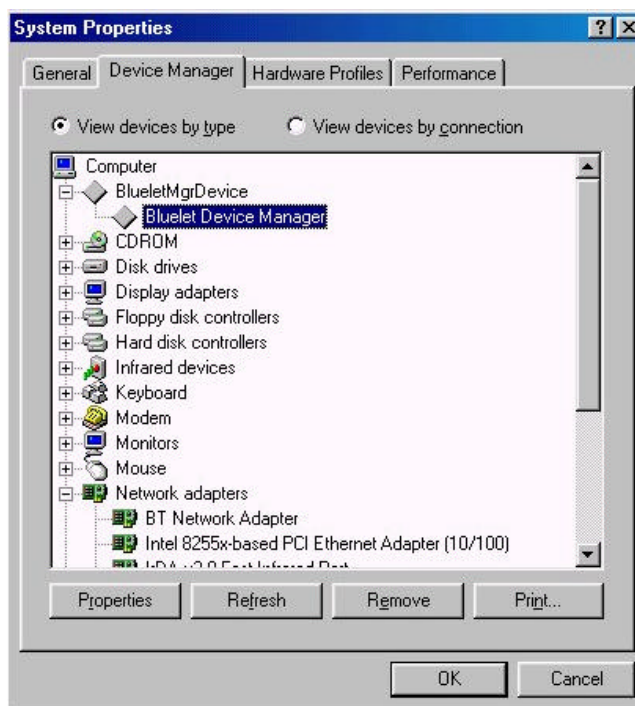 System Properties
General Device Manager Hardware Profiles Performance
View devices by type View devices by connection
Computer
BlueletMgrDevice
Bluelet Device Manager
CDROM
Disk drives
Display adapters
Floppy disk controllers
Hard disk controllers
Infrared devices
Keyboard
Modem
Monitors
Mouse
Network adapters
BT Network Adapter
Intel 8255x-based PCI Ethernet Adapter (10/100)
Properties Refresh Remove Print...
OK Cancel